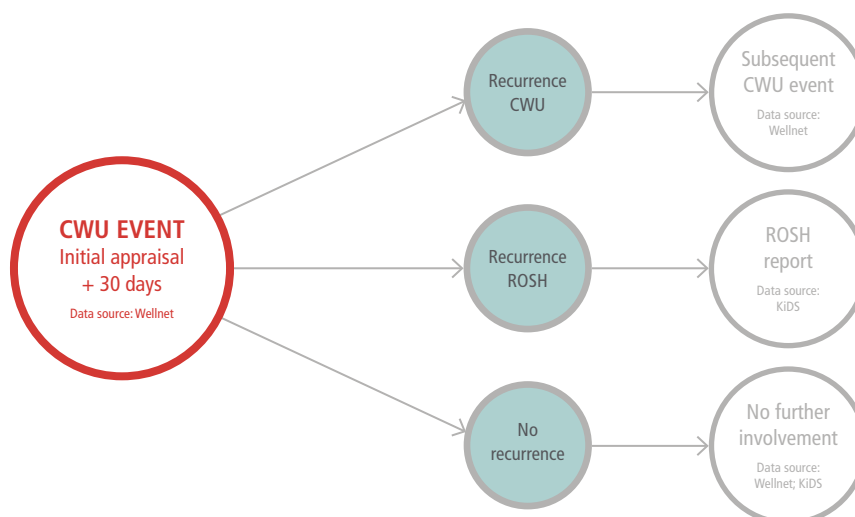 CWU EVENT
Initial appraisal
+ 30 days
Data source: Wellnet
Recurrence
CWU
Subsequent
CWU event
Data source:
Wellnet
Recurrence
ROSH
ROSH
report
Data source:
KiDS
No
recurrence
No further
involvement
Data source:
Wellnet; KiDS